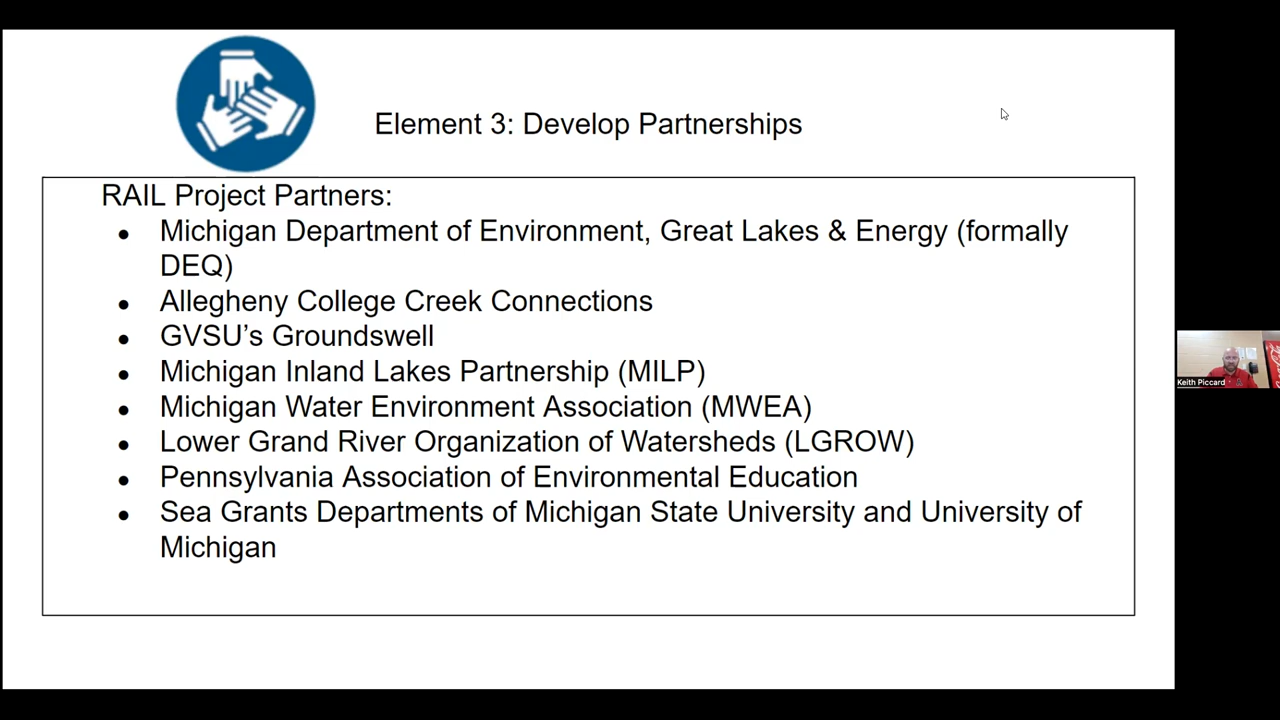 Element 3: Develop Partnerships
RAIL Project Partners:
● Michigan Department of Environment, Great Lakes & Energy (formally
DEQ)
● Allegheny College Creek Connections
● GVSU’s Groundswell
● Michigan Inland Lakes Partnership (MILP)
● Michigan Water Environment Association (MWEA)
● Lower Grand River Organization of Watersheds (LGROW)
● Pennsylvania Association of Environmental Education
● Sea Grants Departments of Michigan State University and University of
Michigan
Keith Piccard